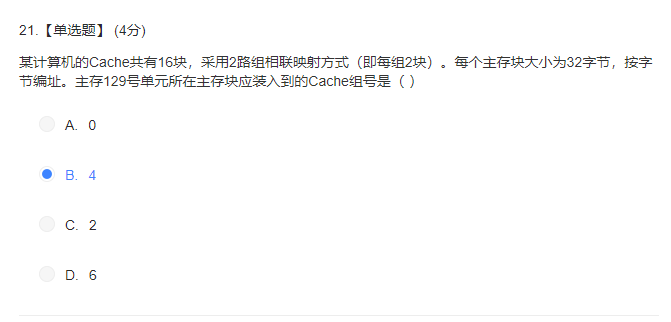 21.【单选题】 (4分)
某计算机的Cache共有16块，采用2路组相联映射方式（即每组2块）。每个主存块大小为32字节，按字
节编址。主存129号单元所在主存块应装入到的Cache组号是（ ）
A. 0
B. 4
C. 2
D. 6